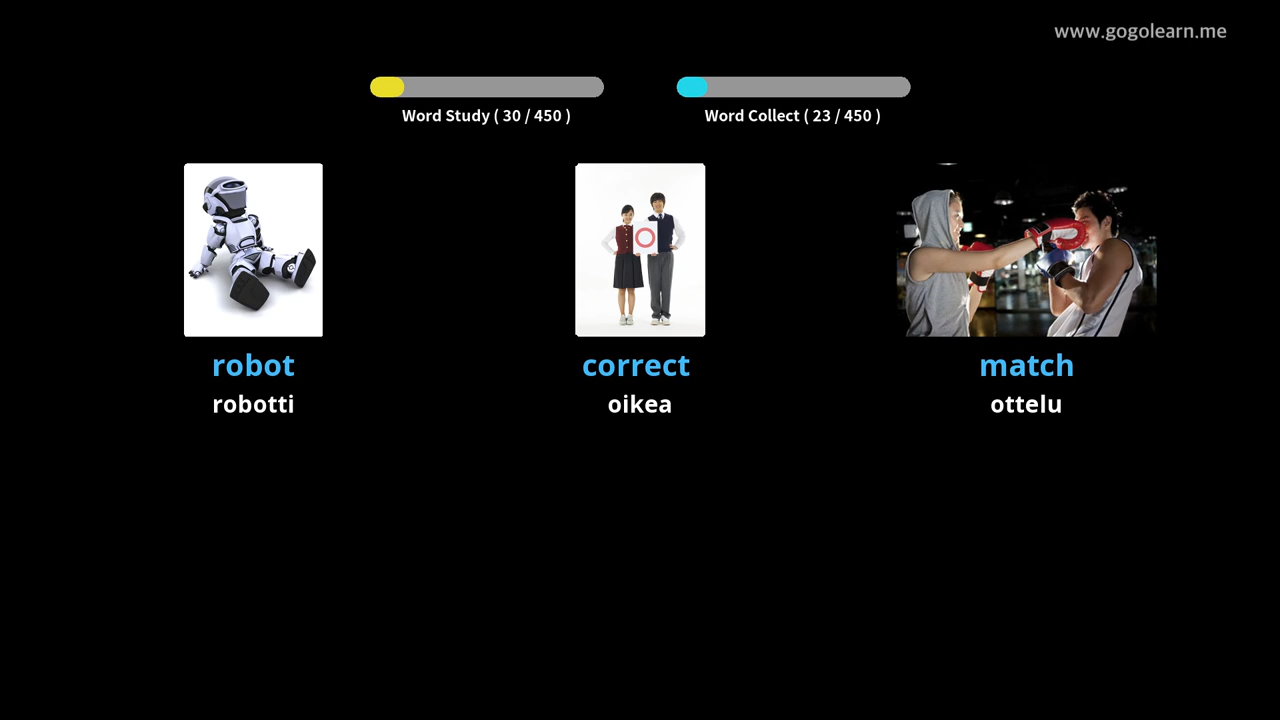 www.gogolearn.me
Word Study ( 30 / 450 )
Word Collect ( 23 / 450 )
robot
robotti
correct
oikea
match
ottelu